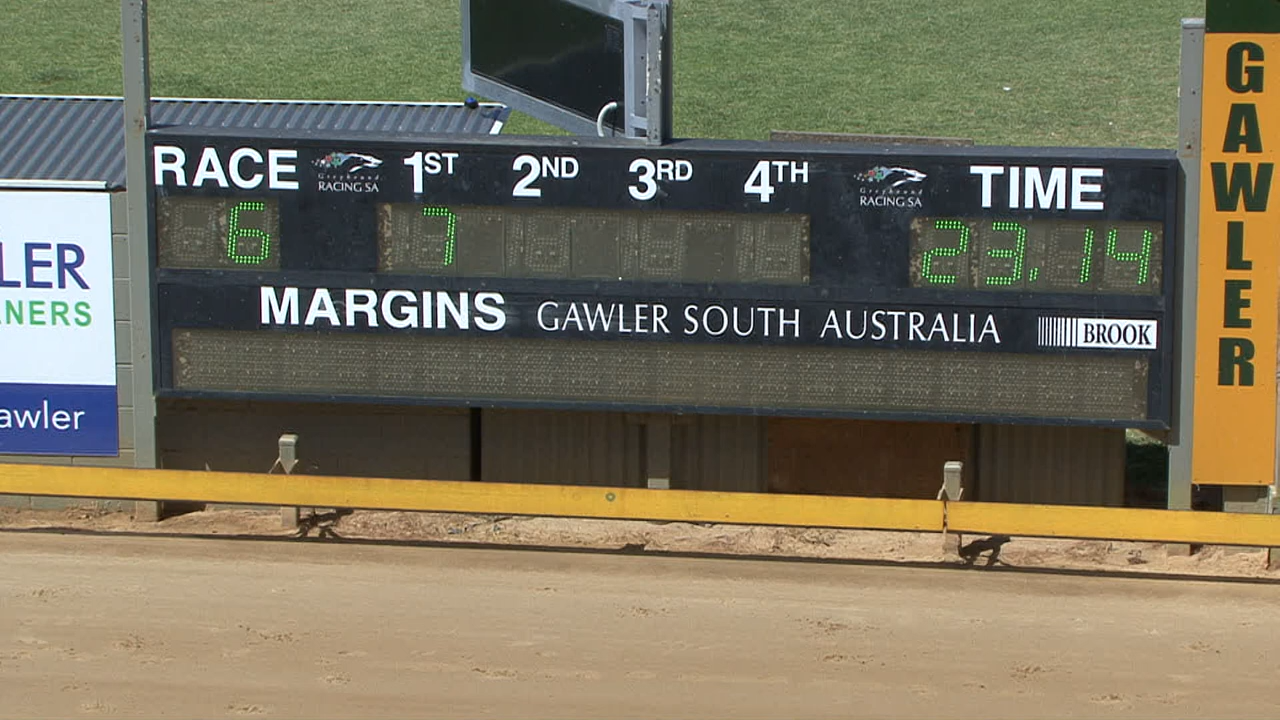 RACE Greyhound RACING SA 1ST 2ND 3RD 4TH Greyhound RACING SA TIME
6 7 23.14
MARGINS GAWLER SOUTH AUSTRALIA BROOK
LER
NERS
awler
GAWLER